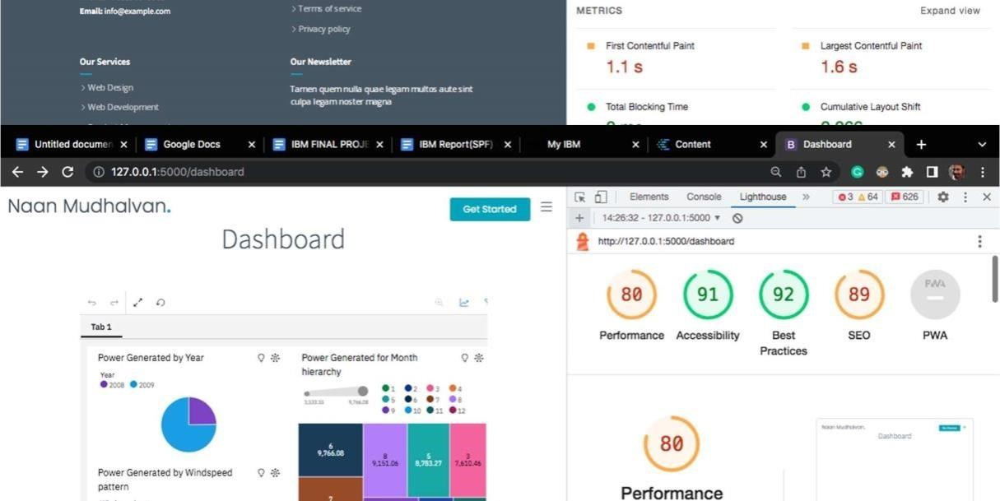 Email: info@example.com
> Terms of service
> Privacy policy
Our Services
> Web Design
> Web Development
Our Newsletter
Tamen quem nulla quae legam multos aute sint
culpa legam noster magna
METRICS
Expand view
First Contentful Paint
1.1 s
Largest Contentful Paint
1.6 s
Total Blocking Time
Cumulative Layout Shift
Untitled documen
Google Docs
IBM FINAL PROJE
IBM Report(SPF)
My IBM
Content
Dashboard
127.0.0.1:5000/dashboard
Naan Mudhalvan.
Get Started
Dashboard
Tab 1
Power Generated by Year
Year
2008 2009
Power Generated by Windspeed
pattern
Power Generated for Month
hierarchy
3,533.55 9,766.08
1 2 3 4
5 6 7 8
9 10 11 12
6
9,766.08
8
9,151.06
5
8,783.27
3
7,610.46
7
Elements
Console
Lighthouse
3 64
626
14:26:32 - 127.0.0.1:5000
http://127.0.0.1:5000/dashboard
80
Performance
91
Accessibility
92
Best
Practices
89
SEO
PWA
PWA
80
Performance
Naan Mudhalvan.
Dashboard